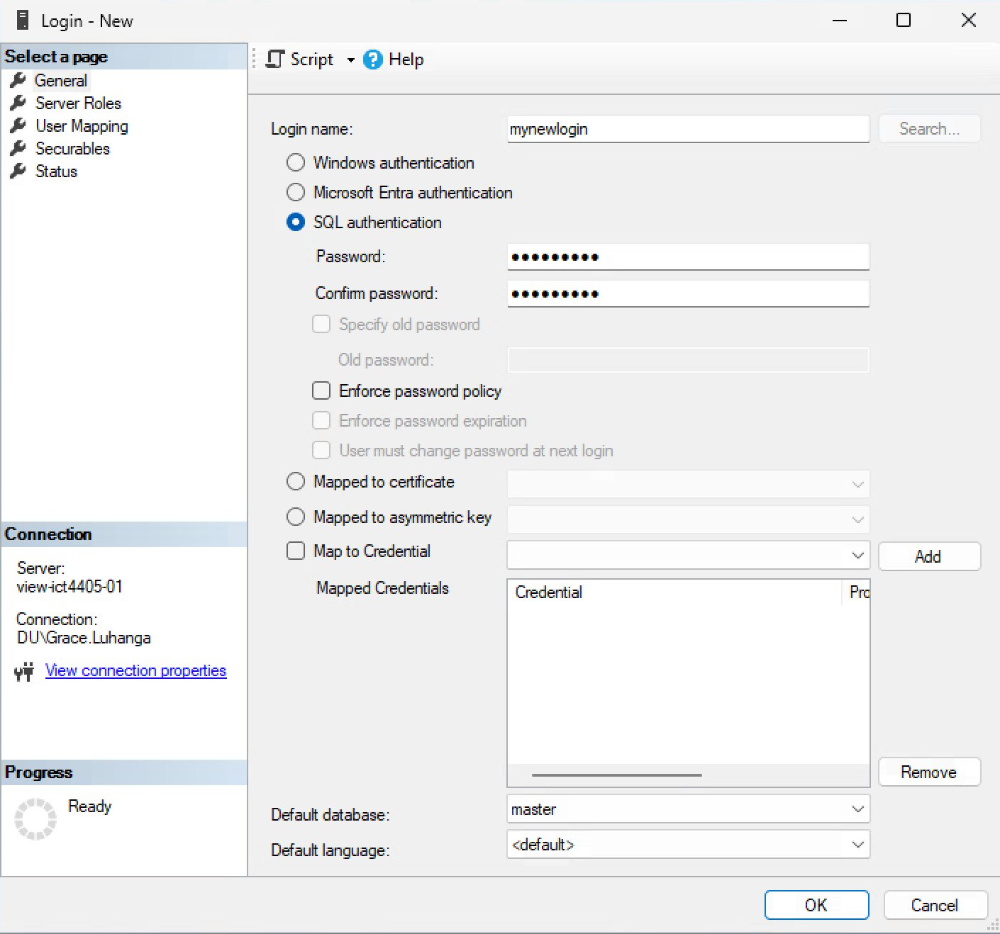 Login - New
Select a page
General
Server Roles
User Mapping
Securables
Status
Connection
Server:
view-ict4405-01
Connection:
DU\Grace.Luhanga
View connection properties
Progress
Ready
Script
Help
Login name:
mynewlogin
Search...
Windows authentication
Microsoft Entra authentication
SQL authentication
Password:
●●●●●●●●●
Confirm password:
●●●●●●●●●
Specify old password
Old password:
Enforce password policy
Enforce password expiration
User must change password at next login
Mapped to certificate
Mapped to asymmetric key
Map to Credential
Add
Mapped Credentials
Credential
Pro
Remove
Default database:
master
Default language:
<default>
OK
Cancel